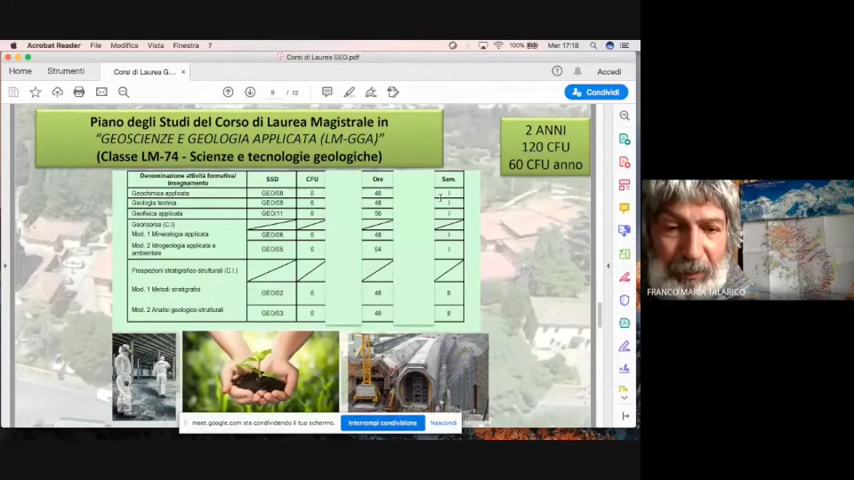 Acrobat Reader File Modifica Vista Finestra ? 100% Mer 17:18
Corsi di Laurea GEO.pdf
Home Strumenti Corsi di Laurea G... × Accedi
9 / 12 Condividi
Piano degli Studi del Corso di Laurea Magistrale in
“GEOSCIENZE E GEOLOGIA APPLICATA (LM-GGA)”
(Classe LM-74 - Scienze e tecnologie geologiche)
2 ANNI
120 CFU
60 CFU anno
Denominazione attività formativa/ insegnamento SSD CFU Ore Sem.
Geochimica applicata GEO/08 6 48 I
Geologia tecnica GEO/05 6 48 I
Geofisica applicata GEO/11 6 56 I
Georisorse (C.I.)
Mod. 1 Mineralogia applicata GEO/06 6 48 I
Mod. 2 Idrogeologia applicata e ambientale GEO/05 6 64 I
Prospezioni stratigrafico-strutturali (C.I.)
Mod. 1 Metodi stratigrafici GEO/02 6 48 II
Mod. 2 Analisi geologico-strutturali GEO/03 6 48 II
FRANCO MARIA TALARICO
meet.google.com sta condividendo il tuo schermo. Interrompi condivisione Nascondi